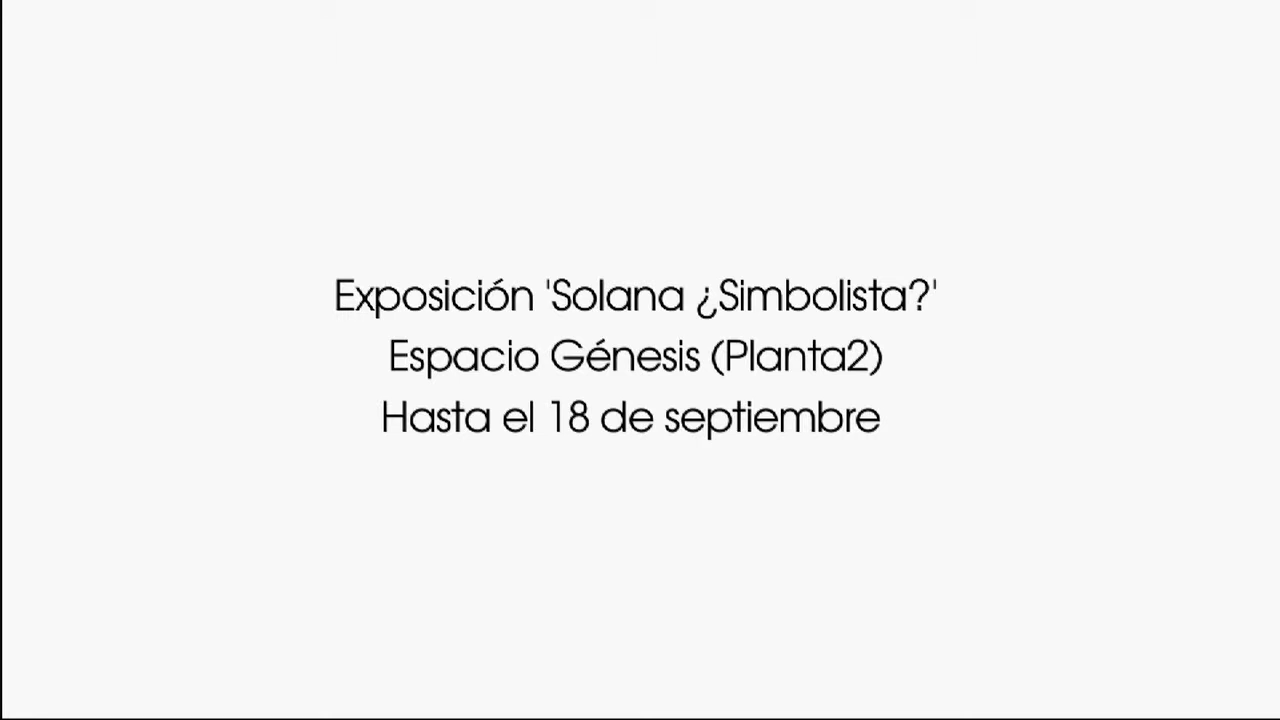 Exposición 'Solana ¿Simbolista?'
Espacio Génesis (Planta2)
Hasta el 18 de septiembre